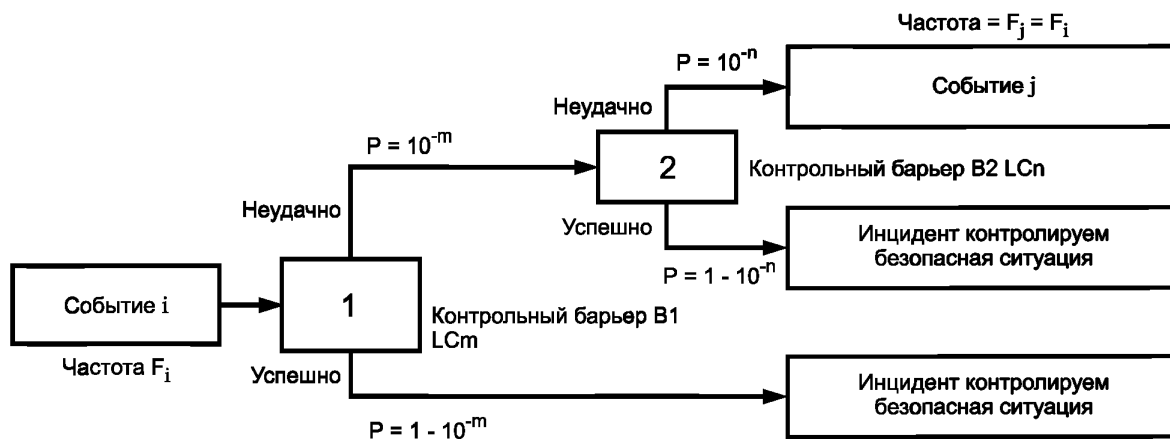 Частота = Fj = Fi
P = 10^-n
Событие j
Неудачно
P = 10^-m
2
Контрольный барьер B2 LCn
Неудачно
Успешно
Инцидент контролируем
безопасная ситуация
P = 1 - 10^-n
Событие i
1
Контрольный барьер B1
LCm
Частота Fi
Успешно
Инцидент контролируем
безопасная ситуация
P = 1 - 10^-m